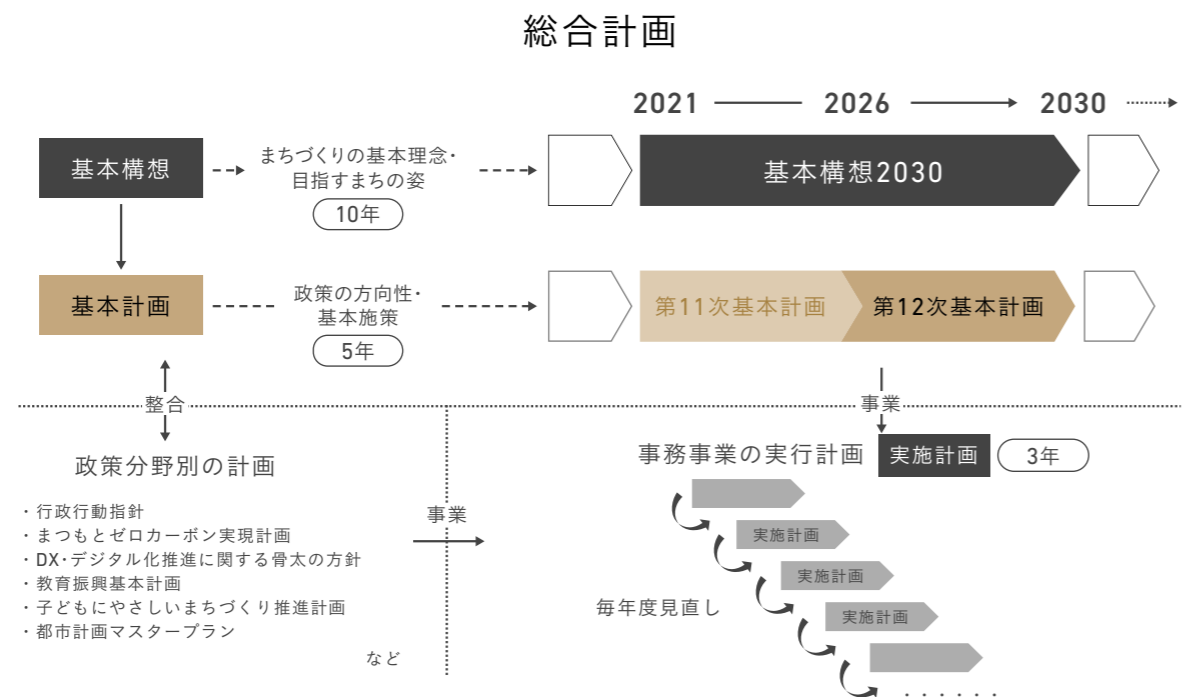 総合計画
2021
2026
2030
基本構想
まちづくりの基本理念・
目指すまちの姿
10年
基本構想2030
基本計画
政策の方向性・
基本施策
5年
第11次基本計画
第12次基本計画
整合
事業
政策分野別の計画
・行政行動指針
・まつもとゼロカーボン実現計画
・DX・デジタル化推進に関する骨太の方針
・教育振興基本計画
・子どもにやさしいまちづくり推進計画
・都市計画マスタープラン
など
事業
事務事業の実行計画
実施計画
3年
実施計画
実施計画
実施計画
毎年度見直し
・・・・・・